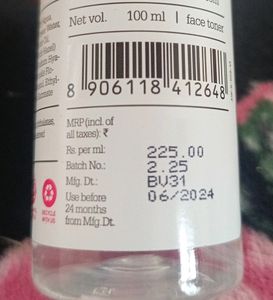 Net vol. 100 ml | face toner
8 906118 412648
MRP (incl. of
all taxes): ₹ 225.00
Rs. per ml: 2.25
Batch No.: BV31
Mfg. Dt.: 06/2024
Use before
24 months
from Mfg. Dt.
RECYCLE
WITH US